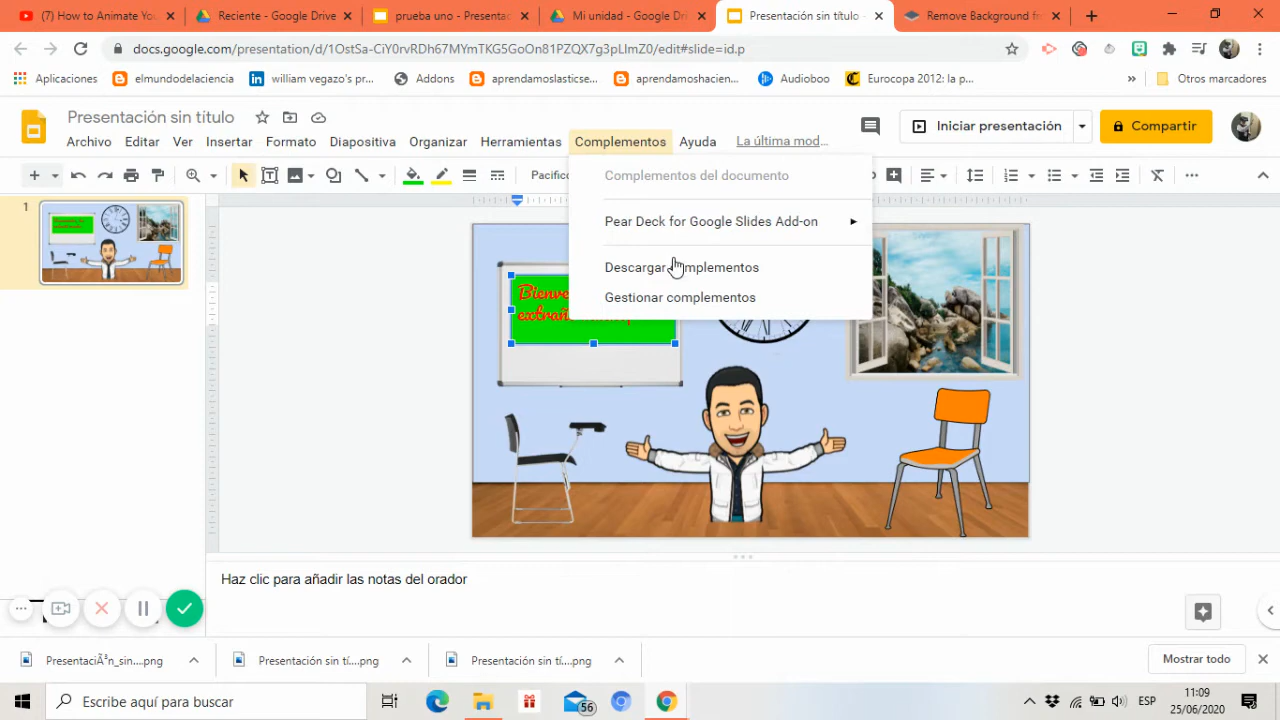 (7) How to Animate You
Reciente - Google Drive
prueba uno - Presentac
Mi unidad - Google Dri
Presentación sin título -
Remove Background fr
docs.google.com/presentation/d/1OstSa-CiY0rvRDh67MYmTKG5GoOn81PZQX7g3pLlmZ0/edit#slide=id.p
Aplicaciones
elmundodelaciencia
william vegazo's pr...
Addons
aprendamoslasticse...
aprendamoshacien...
Audioboo
Eurocopa 2012: la p...
Otros marcadores
Presentación sin título
Archivo
Editar
Ver
Insertar
Formato
Diapositiva
Organizar
Herramientas
Complementos
Ayuda
La última mod...
Iniciar presentación
Compartir
Pacifico
Complementos del documento
Pear Deck for Google Slides Add-on
Descargar complementos
Gestionar complementos
1
Haz clic para añadir las notas del orador
PresentaciÃ³n_sin....png
Presentación sin tí....png
Presentación sin tí....png
Mostrar todo
Escribe aquí para buscar
56
ESP
11:09
25/06/2020